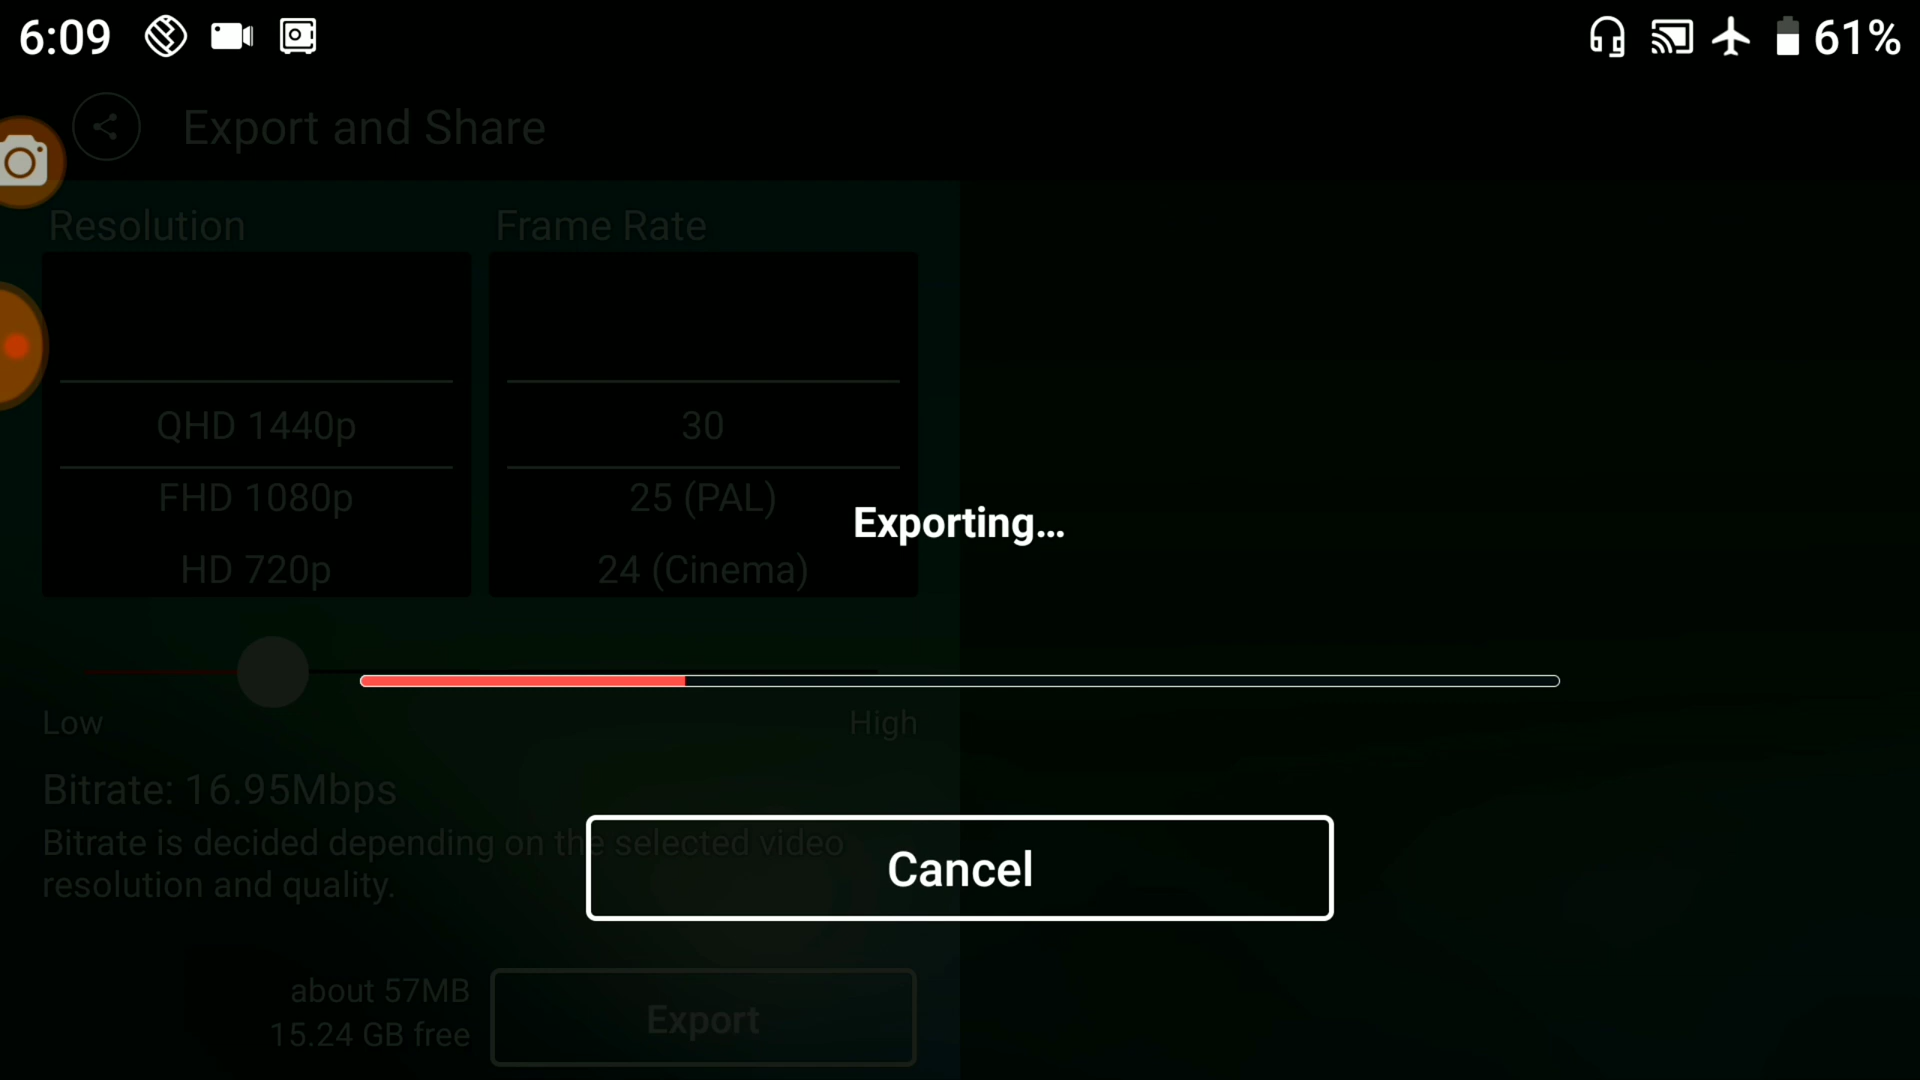 6:09
61%
Export and Share
Resolution
Frame Rate
QHD 1440p
30
FHD 1080p
25 (PAL)
HD 720p
24 (Cinema)
Exporting...
Low
High
Bitrate: 16.95Mbps
Bitrate is decided depending on the selected video
resolution and quality.
Cancel
about 57MB
15.24 GB free
Export